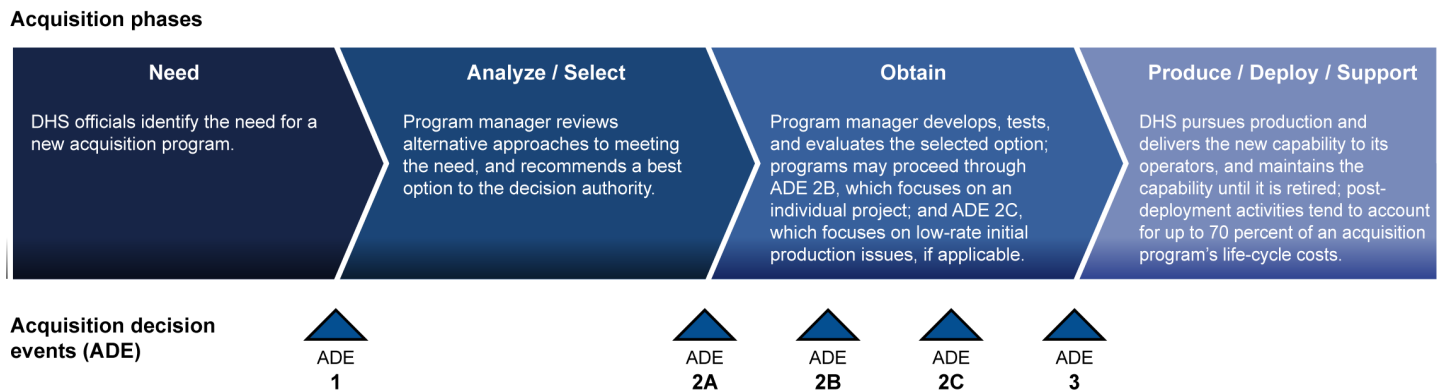 Acquisition phases
Need
DHS officials identify the need for a
new acquisition program.
Analyze / Select
Program manager reviews
alternative approaches to meeting
the need, and recommends a best
option to the decision authority.
Obtain
Program manager develops, tests,
and evaluates the selected option;
programs may proceed through
ADE 2B, which focuses on an
individual project; and ADE 2C,
which focuses on low-rate initial
production issues, if applicable.
Produce / Deploy / Support
DHS pursues production and
delivers the new capability to its
operators, and maintains the
capability until it is retired; post-
deployment activities tend to account
for up to 70 percent of an acquisition
program’s life-cycle costs.
Acquisition decision
events (ADE)
ADE
1
ADE
2A
ADE
2B
ADE
2C
ADE
3